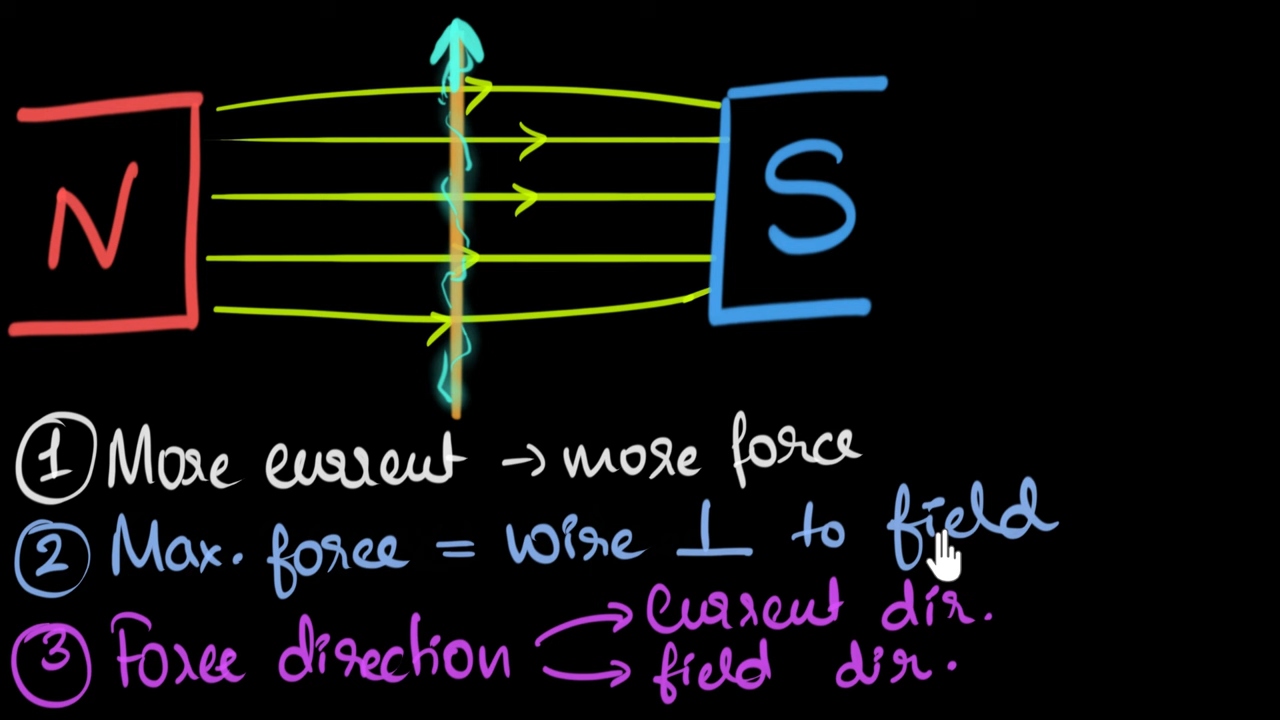 N S
① More current → more force
② Max. force = wire ⊥ to field
③ Force direction → current dir.
→ field dir.